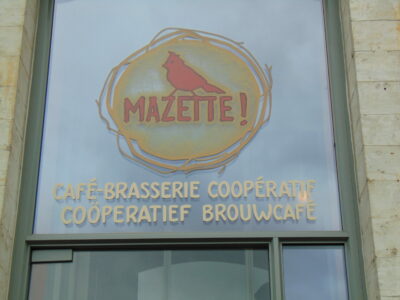 MAZETTE!
CAFÉ-BRASSERIE COOPÉRATIF
COÖPERATIEF BROUWCAFÉ